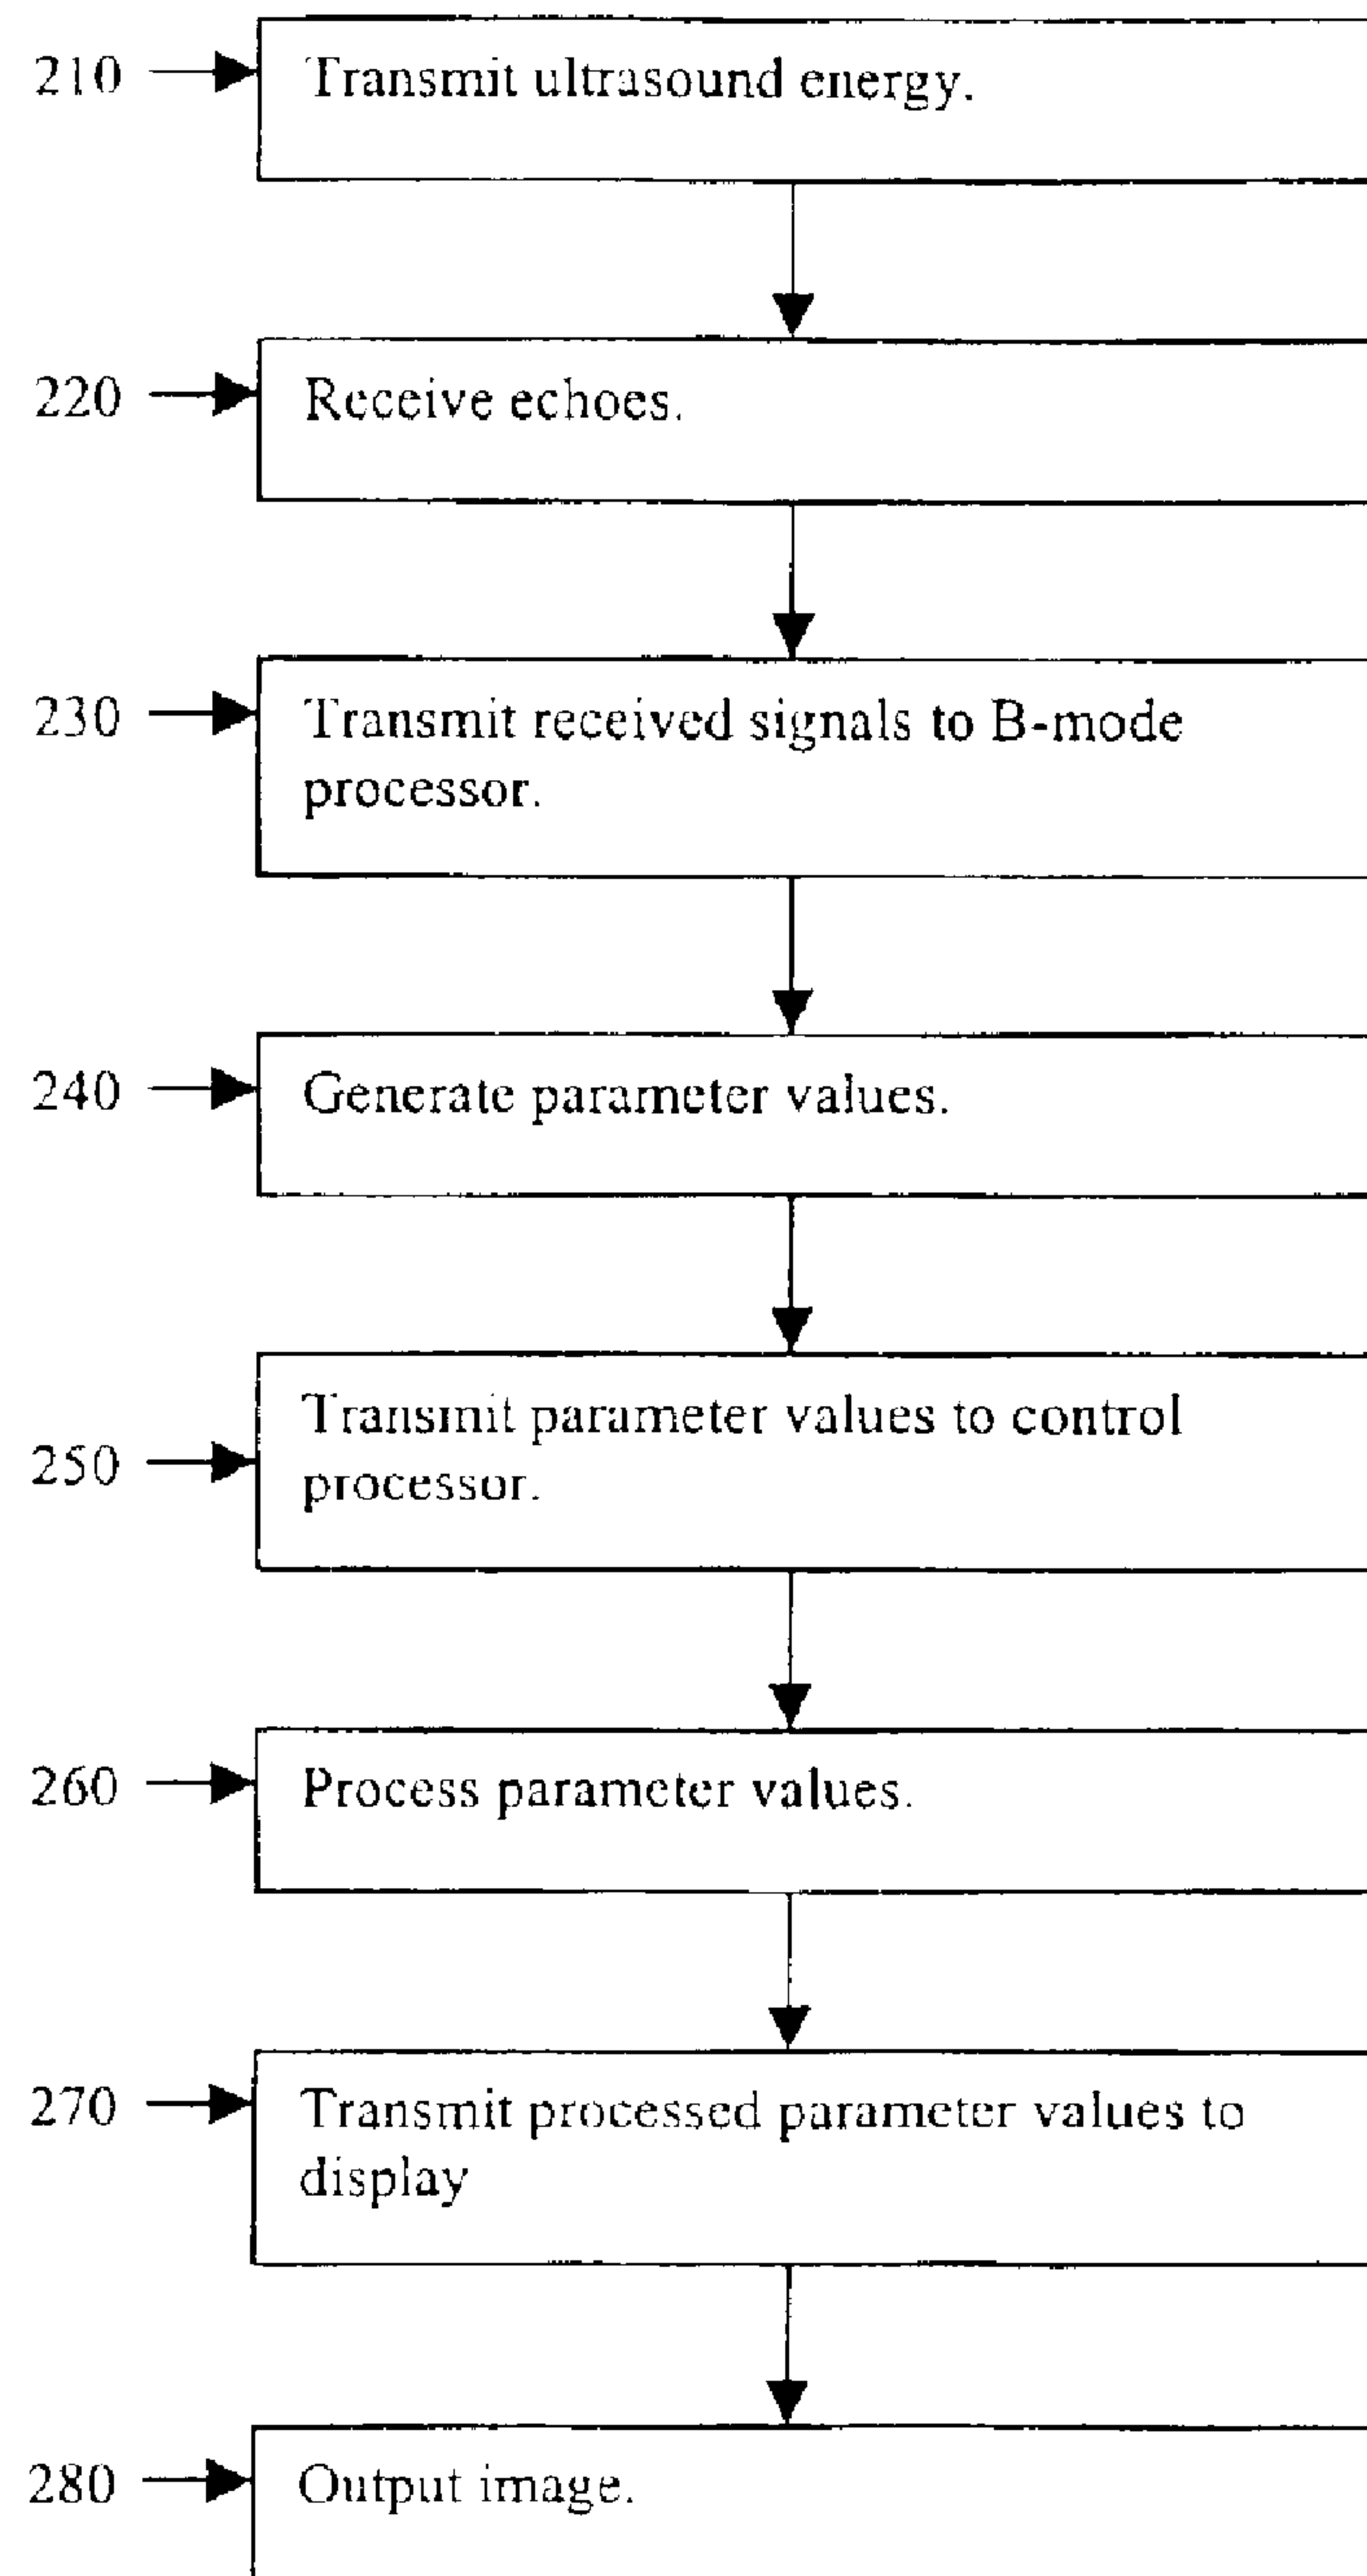 210
Transmit ultrasound energy.
220
Receive echoes.
230
Transmit received signals to B-mode
processor.
240
Generate parameter values.
250
Transmit parameter values to control
processor.
260
Process parameter values.
270
Transmit processed parameter values to
display
280
Output image.